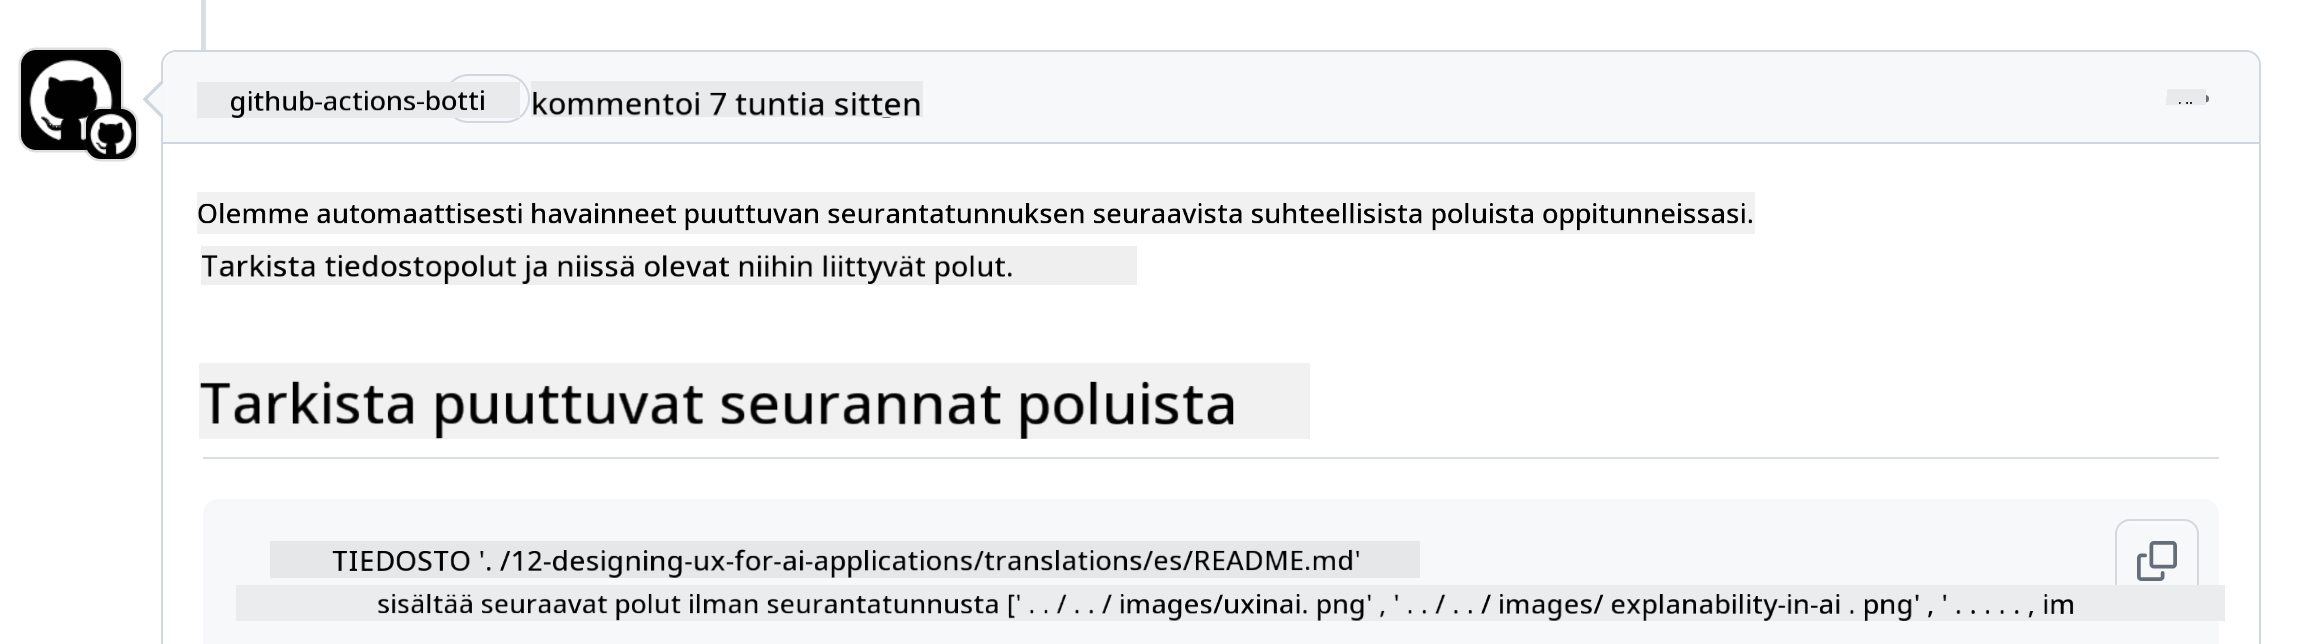 github-actions-botti kommentoi 7 tuntia sitten
Olemme automaattisesti havainneet puuttuvan seurantatunnuksen seuraavista suhteellisista poluista oppitunneissasi.
Tarkista tiedostopolut ja niissä olevat niihin liittyvät polut.
Tarkista puuttuvat seurannat poluista
TIEDOSTO '. /12-designing-ux-for-ai-applications/translations/es/README.md'
sisältää seuraavat polut ilman seurantatunnusta [' . . / . . / images/uxinai. png' , ' . . / . . / images/ explanability-in-ai . png' , ' . . . . . , im